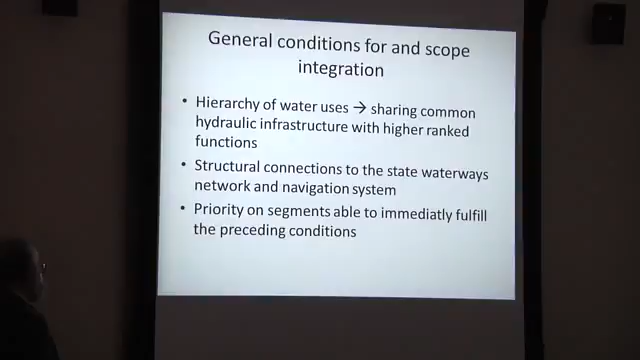 General conditions for and scope
integration
• Hierarchy of water uses → sharing common
hydraulic infrastructure with higher ranked
functions
• Structural connections to the state waterways
network and navigation system
• Priority on segments able to immediatly fulfill
the preceding conditions